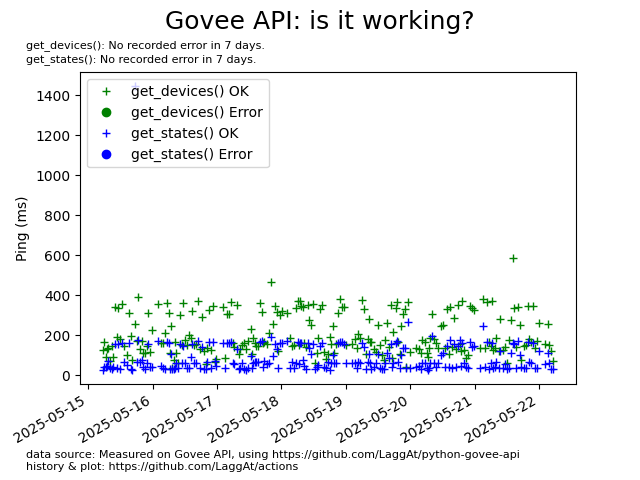 Govee API: is it working?
get_devices(): No recorded error in 7 days.
get_states(): No recorded error in 7 days.
get_devices() OK
get_devices() Error
get_states() OK
get_states() Error
Ping (ms)
1400
1200
1000
800
600
400
200
0
2025-05-15
2025-05-16
2025-05-17
2025-05-18
2025-05-19
2025-05-20
2025-05-21
2025-05-22
data source: Measured on Govee API, using https://github.com/LaggAt/python-govee-api
history & plot: https://github.com/LaggAt/actions